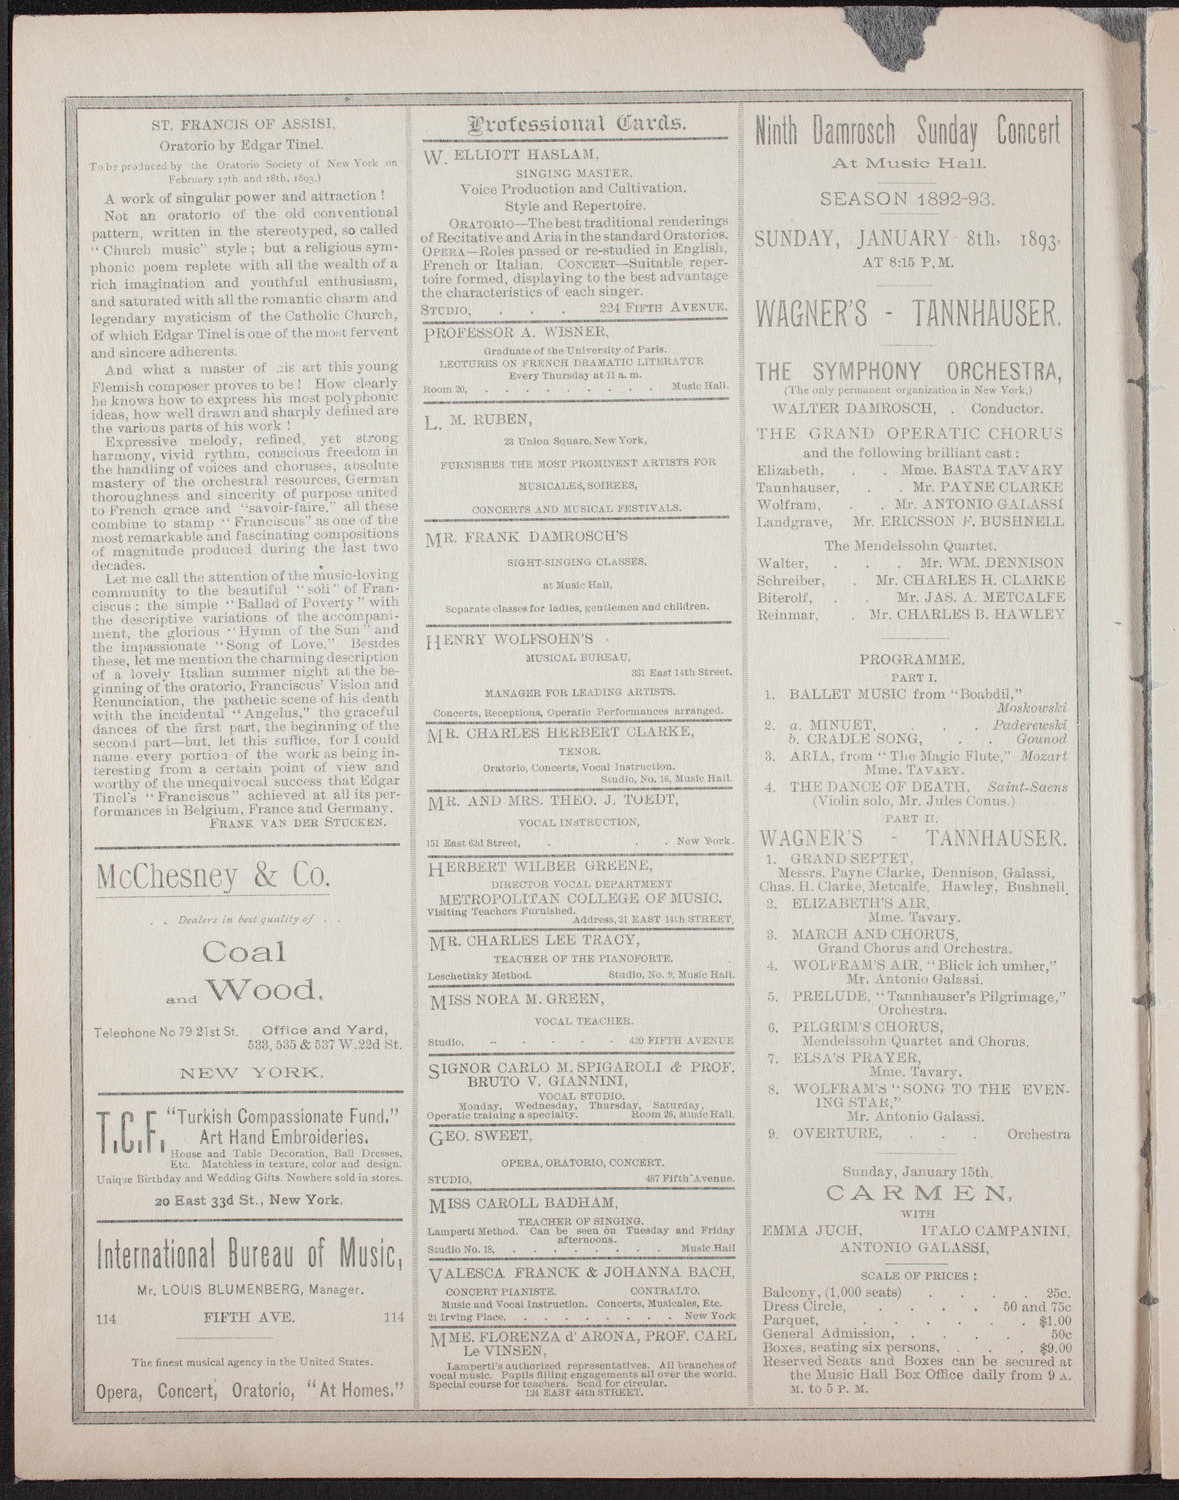 ST. FRANCIS OF ASSISI,
Oratorio by Edgar Tinel.
To be produced by the Oratorio Society of New York on
February 17th and 18th, 1893.)
A work of singular power and attraction !
Not an oratorio of the old conventional
pattern, written in the stereotyped, so called
“Church music” style ; but a religious sym-
phonic poem replete with all the wealth of a
rich imagination and youthful enthusiasm,
and saturated with all the romantic charm and
legendary mysticism of the Catholic Church,
of which Edgar Tinel is one of the most fervent
and sincere adherents.
And what a master of his art this young
Flemish composer proves to be ! How clearly
he knows how to express his most polyphonic
ideas, how well drawn and sharply defined are
the various parts of his work !
Expressive melody, refined, yet strong
harmony, vivid rythm, conscious freedom in
the handling of voices and choruses, absolute
mastery of the orchestral resources, German
thoroughness and sincerity of purpose united
to French grace and “savoir-faire,” all these
combine to stamp “Franciscus” as one of the
most remarkable and fascinating compositions
of magnitude produced during the last two
decades.
Let me call the attention of the music-loving
community to the beautiful “soli” of Fran-
ciscus ; the simple “Ballad of Poverty” with
the descriptive variations of the accompani-
ment, the glorious “Hymn of the Sun” and
the impassionate “Song of Love.” Besides
these, let me mention the charming description
of a lovely Italian summer night at the be-
ginning of the oratorio, Franciscus’ Vision and
Renunciation, the pathetic scene of his death
with the incidental “Angelus,” the graceful
dances of the first part, the beginning of the
second part—but, let this suffice, for I could
name every portion of the work as being in-
teresting from a certain point of view and
worthy of the unequivocal success that Edgar
Tinel’s “Franciscus” achieved at all its per-
formances in Belgium, France and Germany.
FRANK VAN DER STUCKEN.
McChesney & Co.
. . Dealers in best quality of . .
Coal
and Wood,
Telephone No 79 21st St. Office and Yard,
533, 535 & 537 W. 22d St.
NEW YORK.
T.C.F. “Turkish Compassionate Fund,”
Art Hand Embroideries.
House and Table Decoration, Ball Dresses,
Etc. Matchless in texture, color and design.
Unique Birthday and Wedding Gifts. Nowhere sold in stores.
20 East 33d St., New York.
International Bureau of Music,
Mr. LOUIS BLUMENBERG, Manager.
114 FIFTH AVE. 114
The finest musical agency in the United States.
Opera, Concert, Oratorio, “At Homes.”
Professional Cards.
W. ELLIOTT HASLAM,
SINGING MASTER.
Voice Production and Cultivation.
Style and Repertoire.
ORATORIO—The best traditional renderings
of Recitative and Aria in the standard Oratorios.
OPERA—Roles passed or re-studied in English,
French or Italian. CONCERT—Suitable reper-
toire formed, displaying to the best advantage
the characteristics of each singer.
STUDIO, . . . 224 FIFTH AVENUE.
PROFESSOR A. WISNER,
Graduate of the University of Paris.
LECTURES ON FRENCH DRAMATIC LITERATUR
Every Thursday at 11 a. m.
Room 20, . . . . . . . . . Music Hall.
L. M. RUBEN,
23 Union Square, New York,
FURNISHES THE MOST PROMINENT ARTISTS FOR
MUSICALES, SOIREES,
CONCERTS AND MUSICAL FESTIVALS.
MR. FRANK DAMROSCH’S
SIGHT-SINGING CLASSES,
at Music Hall,
Separate classes for ladies, gentlemen and children.
HENRY WOLFSOHN’S
MUSICAL BUREAU,
331 East 14th Street.
MANAGER FOR LEADING ARTISTS.
Concerts, Receptions, Operatic Performances arranged.
MR. CHARLES HERBERT CLARKE,
TENOR.
Oratorio, Concerts, Vocal Instruction.
Studio, No. 16, Music Hall.
MR. AND MRS. THEO. J. TOEDT,
VOCAL INSTRUCTION,
151 East 62d Street, . . . New York.
HERBERT WILBER GREENE,
DIRECTOR VOCAL DEPARTMENT
METROPOLITAN COLLEGE OF MUSIC.
Visiting Teachers Furnished.
Address, 21 EAST 14th STREET.
MR. CHARLES LEE TRACY,
TEACHER OF THE PIANOFORTE.
Leschetizky Method. Studio, No. 9, Music Hall.
MISS NORA M. GREEN,
VOCAL TEACHER.
Studio, - - - - - 420 FIFTH AVENUE
SIGNOR CARLO M. SPIGAROLI & PROF.
BRUTO V. GIANNINI,
VOCAL STUDIO.
Monday, Wednesday, Thursday, Saturday,
Operatic training a specialty. Room 26, Music Hall.
GEO. SWEET,
OPERA, ORATORIO, CONCERT.
STUDIO, 487 Fifth Avenue.
MISS CAROLL BADHAM,
TEACHER OF SINGING.
Lamperti Method. Can be seen on Tuesday and Friday
afternoons.
Studio No. 18, . . . . . . . . Music Hall
VALESCA FRANCK & JOHANNA BACH,
CONCERT PIANISTE. CONTRALTO.
Music and Vocal Instruction. Concerts, Musicales, Etc.
21 Irving Place, . . . . . . . . New York
MME. FLORENZA d’ ARONA, PROF. CARL
Le VINSEN,
Lamperti’s authorized representatives. All branches of
vocal music. Pupils filling engagements all over the world.
Special course for teachers. Send for circular.
124 EAST 44th STREET.
Ninth Damrosch Sunday Concert
At Music Hall.
SEASON 1892-93.
SUNDAY, JANUARY 8th, 1893,
AT 8:15 P.M.
WAGNER’S - TANNHAUSER.
THE SYMPHONY ORCHESTRA,
(The only permanent organization in New York,)
WALTER DAMROSCH, . Conductor.
THE GRAND OPERATIC CHORUS
and the following brilliant cast :
Elizabeth, . . Mme. BASTA TAVARY
Tannhauser, . . Mr. PAYNE CLARKE
Wolfram, . . Mr. ANTONIO GALASSI
Landgrave, Mr. ERICSSON F. BUSHNELL
The Mendelssohn Quartet.
Walter, . . . Mr. WM. DENNISON
Schreiber, . Mr. CHARLES H. CLARKE
Biterolf, . . Mr. JAS. A. METCALFE
Reinmar, . Mr. CHARLES B. HAWLEY
PROGRAMME.
PART I.
1. BALLET MUSIC from “Boabdil,”
Moskowski
2. a. MINUET, . . Paderewski
b. CRADLE SONG, . . Gounod
3. ARIA, from “The Magic Flute,” Mozart
Mme. TAVARY.
4. THE DANCE OF DEATH, Saint-Saens
(Violin solo, Mr. Jules Conus.)
PART II.
WAGNER’S - TANNHAUSER.
1. GRAND SEPTET,
Messrs. Payne Clarke, Dennison, Galassi,
Chas. H. Clarke, Metcalfe, Hawley, Bushnell.
2. ELIZABETH’S AIR,
Mme. Tavary.
3. MARCH AND CHORUS,
Grand Chorus and Orchestra.
4. WOLFRAM’S AIR, “Blick ich umher,”
Mr. Antonio Galassi.
5. PRELUDE, “Tannhauser’s Pilgrimage,”
Orchestra.
6. PILGRIM’S CHORUS,
Mendelssohn Quartet and Chorus.
7. ELSA’S PRAYER,
Mme. Tavary.
8. WOLFRAM’S “SONG TO THE EVEN-
ING STAR,”
Mr. Antonio Galassi.
9. OVERTURE, . . . Orchestra
Sunday, January 15th,
CARMEN,
WITH
EMMA JUCH, ITALO CAMPANINI,
ANTONIO GALASSI,
SCALE OF PRICES :
Balcony, (1,000 seats) . . . . 25c.
Dress Circle, . . . . 50 and 75c
Parquet, . . . . . . $1.00
General Admission, . . . . 50c
Boxes, seating six persons, . . . $9.00
Reserved Seats and Boxes can be secured at
the Music Hall Box Office daily from 9 A.
M. to 5 P. M.